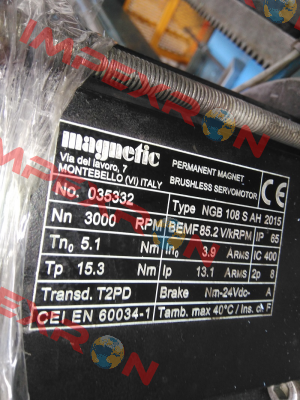 magnetic
Via del lavoro, 7
MONTEBELLO (VI) ITALY
PERMANENT MAGNET
BRUSHLESS SERVOMOTOR
No. 035332 Type NGB 108 S AH 2015
Nn 3000 RPM BEMF 85.2 V/kRPM IP 65
Tn0 5.1 Nm In0 3.9 ARMS IC 400
Tp 15.3 Nm Ip 13.1 ARMS 2p 8
Transd. T2PD Brake Nm-24Vdc- A
CEI EN 60034-1 Tamb. max 40°C / Ins. cl. F
IMPEXRON
IMPEXRON